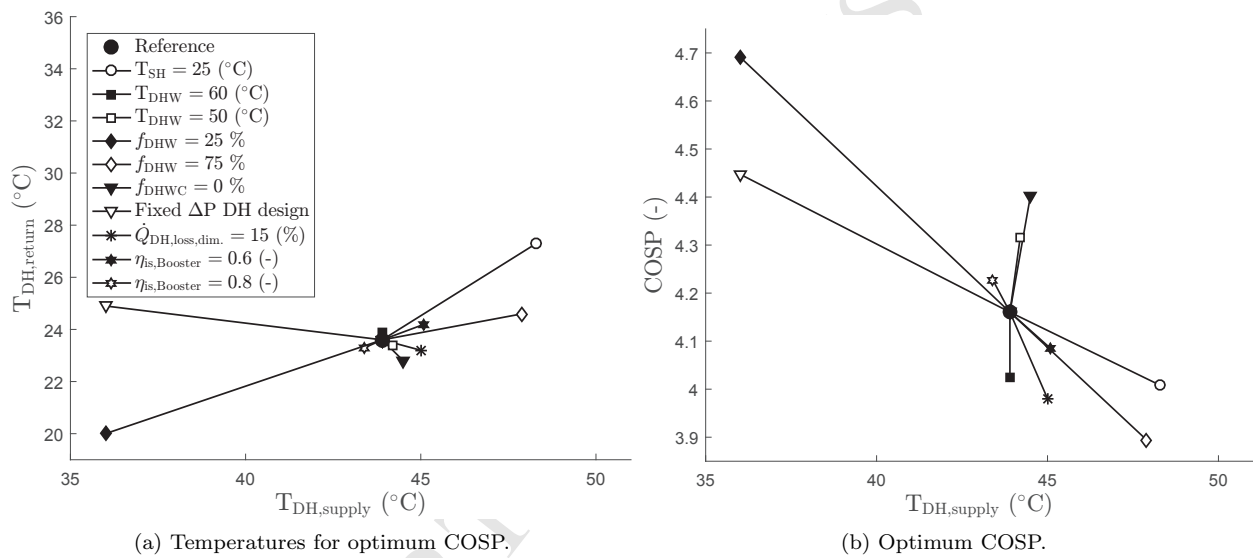 36
34
32
30
28
26
24
22
20
T_DH,return (°C)
Reference
T_SH = 25 (°C)
T_DHW = 60 (°C)
T_DHW = 50 (°C)
f_DHW = 25 %
f_DHW = 75 %
f_DHWC = 0 %
Fixed ΔP DH design
Q̇_DH,loss,dim. = 15 (%)
η_is,Booster = 0.6 (-)
η_is,Booster = 0.8 (-)
35 40 45 50
T_DH,supply (°C)
(a) Temperatures for optimum COSP.
4.7
4.6
4.5
4.4
4.3
4.2
4.1
4
3.9
COSP (-)
35 40 45 50
T_DH,supply (°C)
(b) Optimum COSP.